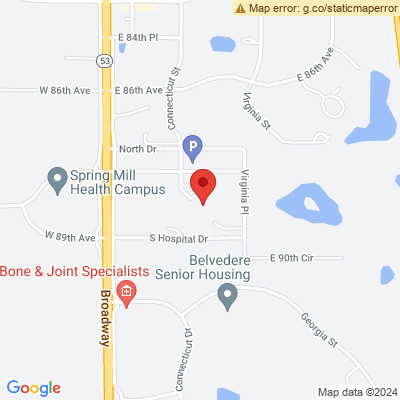 Map error: g.co/staticmaperror
E 84th Pl
53
W 86th Ave
E 86th Ave
E 86th Ave
Connecticut St
Virginia St
North Dr
P
Spring Mill
Health Campus
Virginia Pl
W 89th Ave
S Hospital Dr
E 90th Cir
Bone & Joint Specialists
Belvedere
Senior Housing
Broadway
Georgia St
Connecticut Dr
Google
Map data ©2024